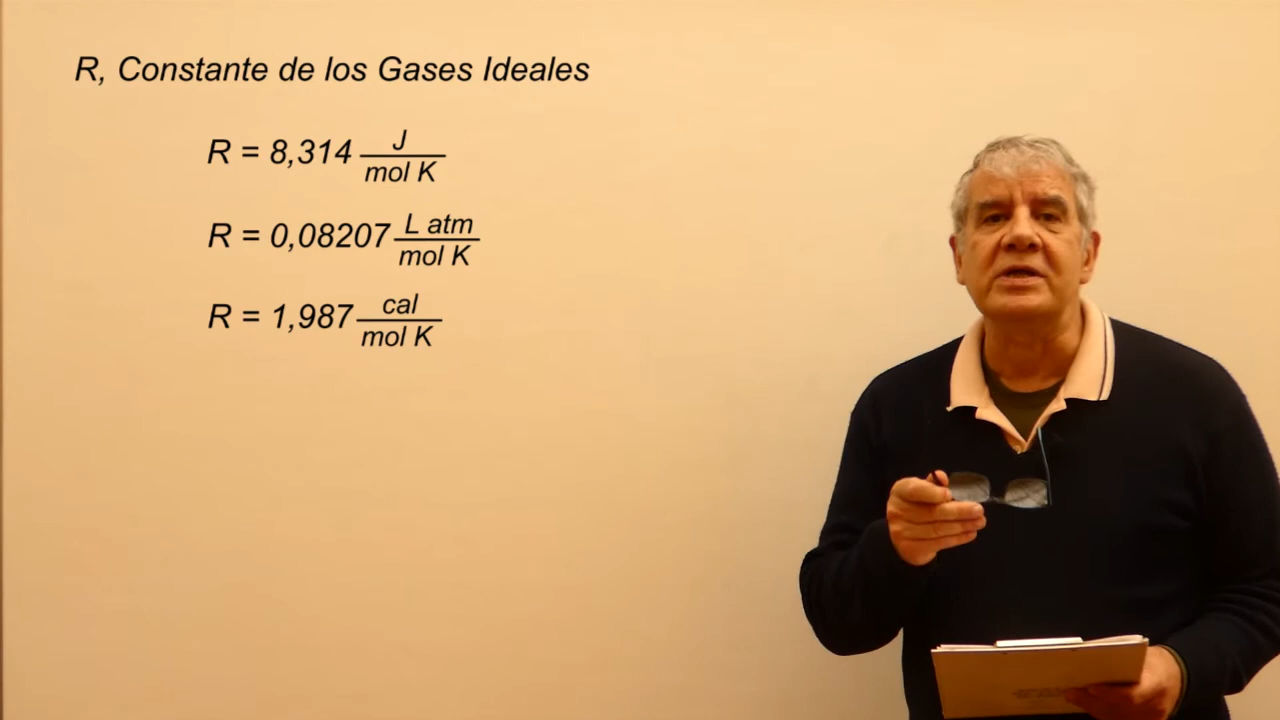 R, Constante de los Gases Ideales
R = 8,314 J / mol K
R = 0,08207 L atm / mol K
R = 1,987 cal / mol K